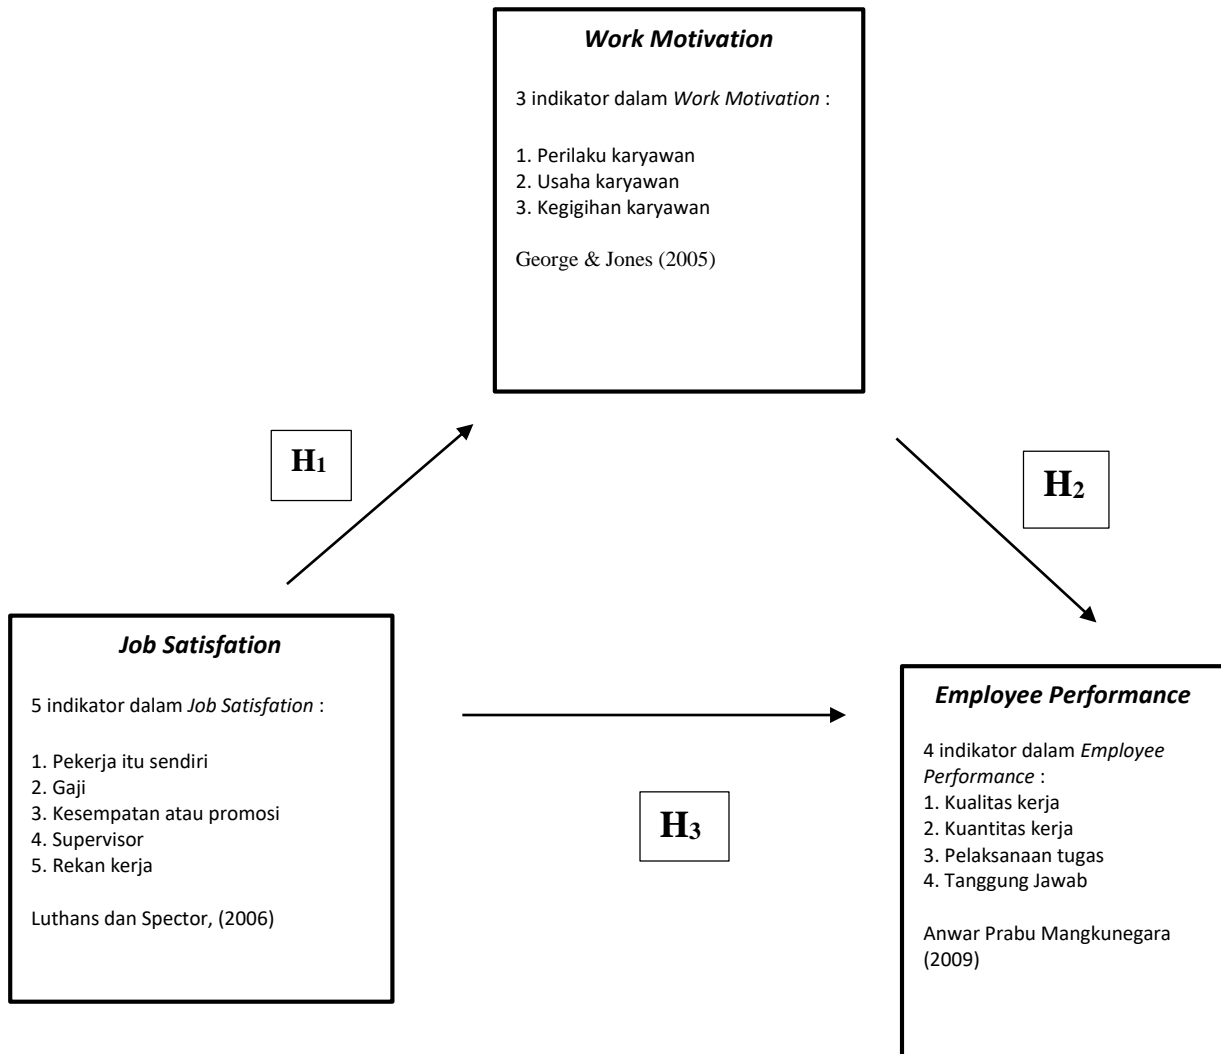 Work Motivation
3 indikator dalam Work Motivation :
1. Perilaku karyawan
2. Usaha karyawan
3. Kegigihan karyawan
George & Jones (2005)
H1
H2
Job Satisfation
5 indikator dalam Job Satisfation :
1. Pekerja itu sendiri
2. Gaji
3. Kesempatan atau promosi
4. Supervisor
5. Rekan kerja
Luthans dan Spector, (2006)
H3
Employee Performance
4 indikator dalam Employee
Performance :
1. Kualitas kerja
2. Kuantitas kerja
3. Pelaksanaan tugas
4. Tanggung Jawab
Anwar Prabu Mangkunegara
(2009)